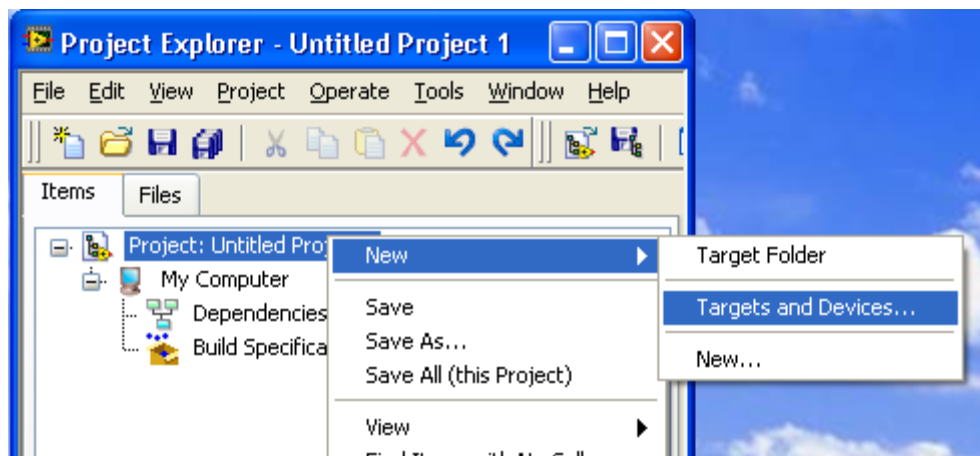 Project Explorer - Untitled Project 1
File Edit View Project Operate Tools Window Help
Items Files
Project: Untitled Pro
New
Target Folder
My Computer
Dependencies
Save
Targets and Devices...
Build Specifica
Save As...
New...
Save All (this Project)
View